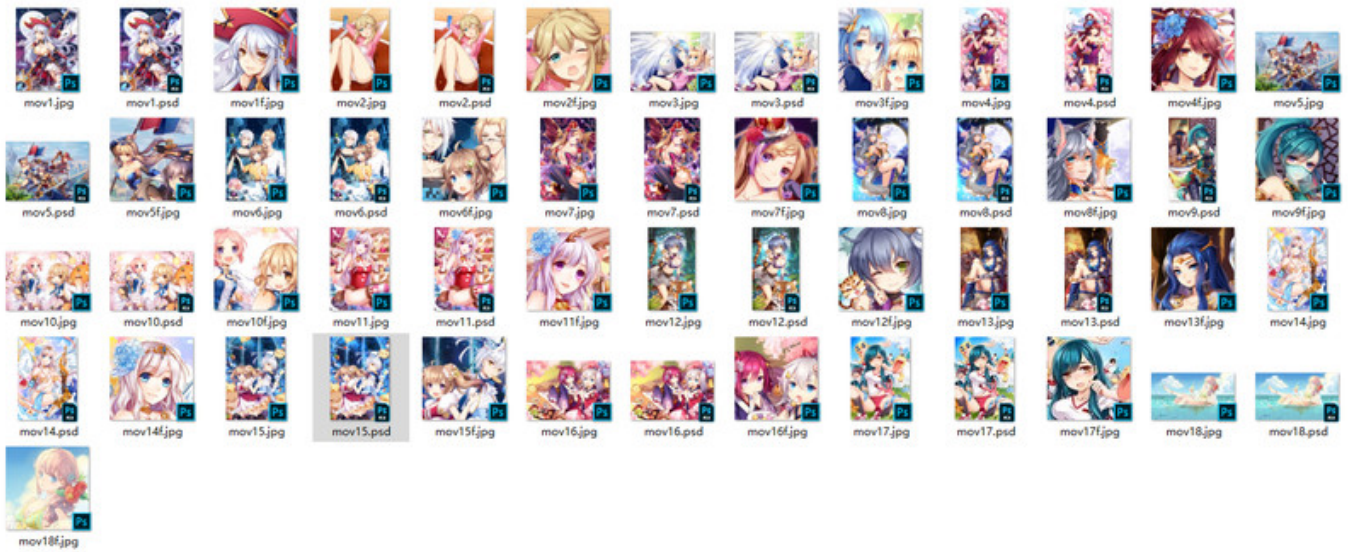 mov1.jpg mov1.psd mov1f.jpg mov2.jpg mov2.psd mov2f.jpg mov3.jpg mov3.psd mov3f.jpg mov4.jpg mov4.psd mov4f.jpg mov5.jpg
mov5.psd mov5f.jpg mov6.jpg mov6.psd mov6f.jpg mov7.jpg mov7.psd mov7f.jpg mov8.jpg mov8.psd mov8f.jpg mov9.psd mov9f.jpg
mov10.jpg mov10.psd mov10f.jpg mov11.jpg mov11.psd mov11f.jpg mov12.jpg mov12.psd mov12f.jpg mov13.jpg mov13.psd mov13f.jpg mov14.jpg
mov14.psd mov14f.jpg mov15.jpg mov15.psd mov15f.jpg mov16.jpg mov16.psd mov16f.jpg mov17.jpg mov17.psd mov17f.jpg mov18.jpg mov18.psd
mov18f.jpg